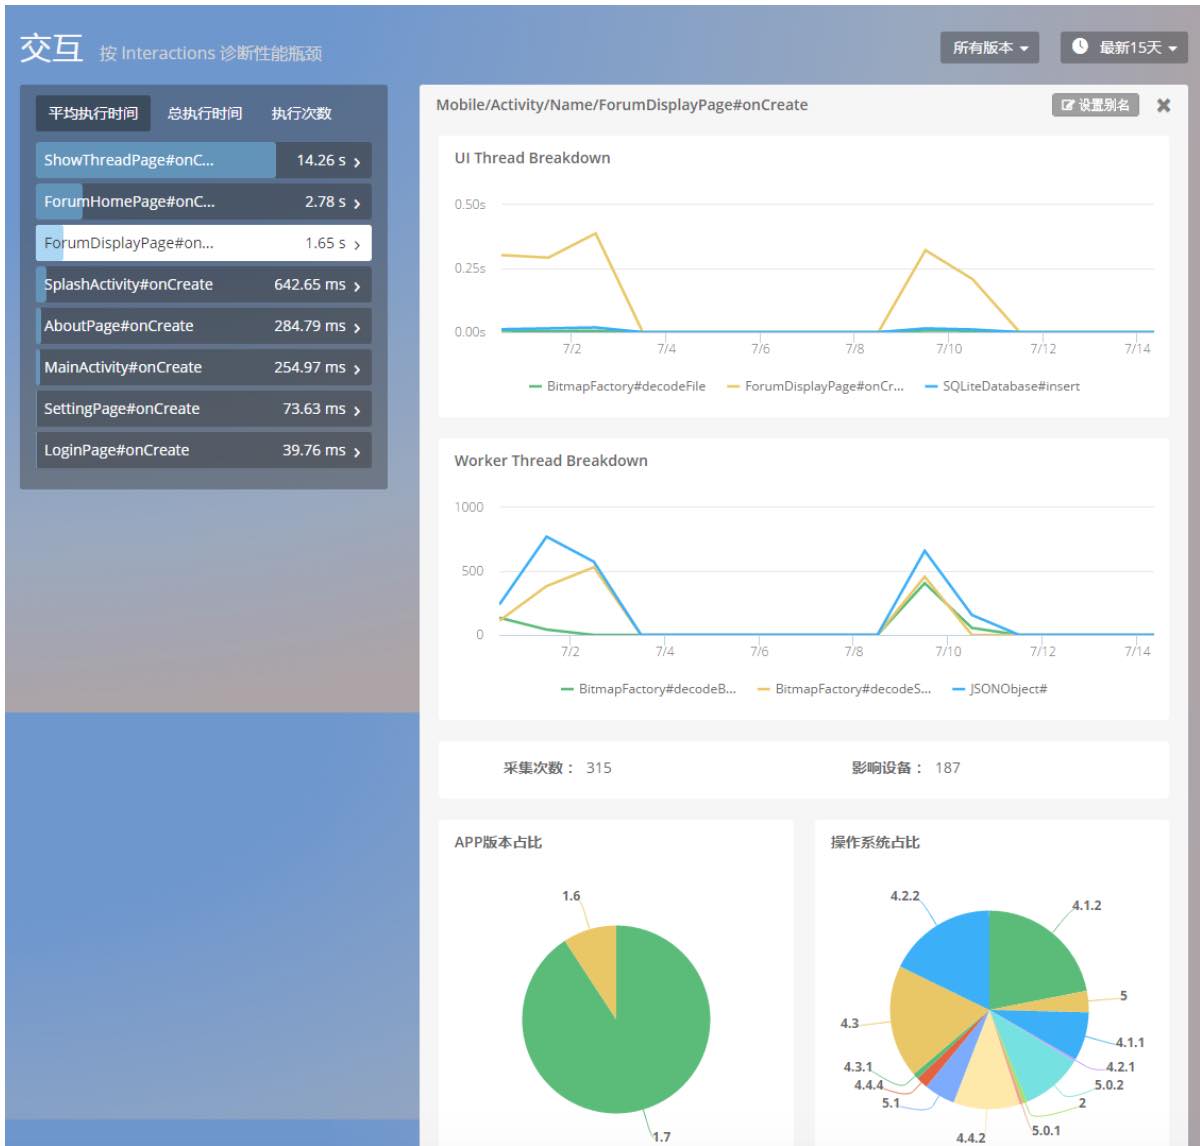 交互 按 Interactions 诊断性能瓶颈
所有版本 最新15天
平均执行时间 总执行时间 执行次数
ShowThreadPage#onC... 14.26 s
ForumHomePage#onC... 2.78 s
ForumDisplayPage#on... 1.65 s
SplashActivity#onCreate 642.65 ms
AboutPage#onCreate 284.79 ms
MainActivity#onCreate 254.97 ms
SettingPage#onCreate 73.63 ms
LoginPage#onCreate 39.76 ms
Mobile/Activity/Name/ForumDisplayPage#onCreate 设置别名
UI Thread Breakdown
0.50s
0.25s
0.00s
7/2 7/4 7/6 7/8 7/10 7/12 7/14
BitmapFactory#decodeFile ForumDisplayPage#onCr... SQLiteDatabase#insert
Worker Thread Breakdown
1000
500
0
7/2 7/4 7/6 7/8 7/10 7/12 7/14
BitmapFactory#decodeB... BitmapFactory#decodeS... JSONObject#
采集次数： 315 影响设备： 187
APP版本占比
1.6
1.7
操作系统占比
4.2.2
4.1.2
5
4.3
4.1.1
4.3.1
4.2.1
4.4.4
5.0.2
5.1
2
5.0.1
4.4.2